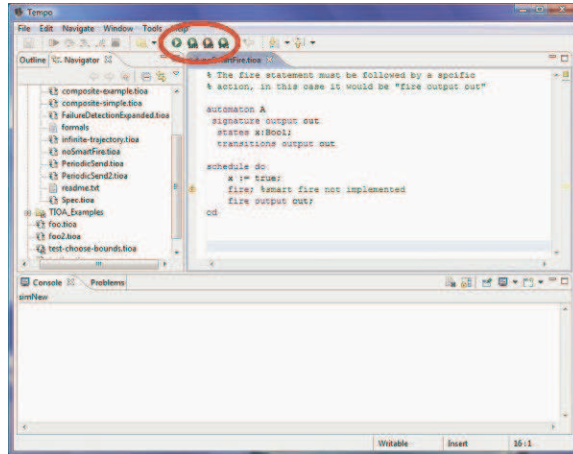 Tempo
File Edit Navigate Window Tools Help
Outline Navigator
noSmartFire.tioa
composite-example.tioa
composite-simple.tioa
FailureDetectionExpanded.tioa
formals
infinite-trajectory.tioa
noSmartFire.tioa
PeriodicSend.tioa
PeriodicSend2.tioa
readme.txt
Spec.tioa
TIOA_Examples
foo.tioa
foo2.tioa
test-choose-bounds.tioa
% The fire statement must be followed by a spcific
% action, in this case it would be "fire output out"
automaton A
signature output out
states x:Bool;
transitions output out
schedule do
x := true;
fire; %smart fire not implemented
fire output out;
od
Console Problems
simNew
Writable Insert 16:1